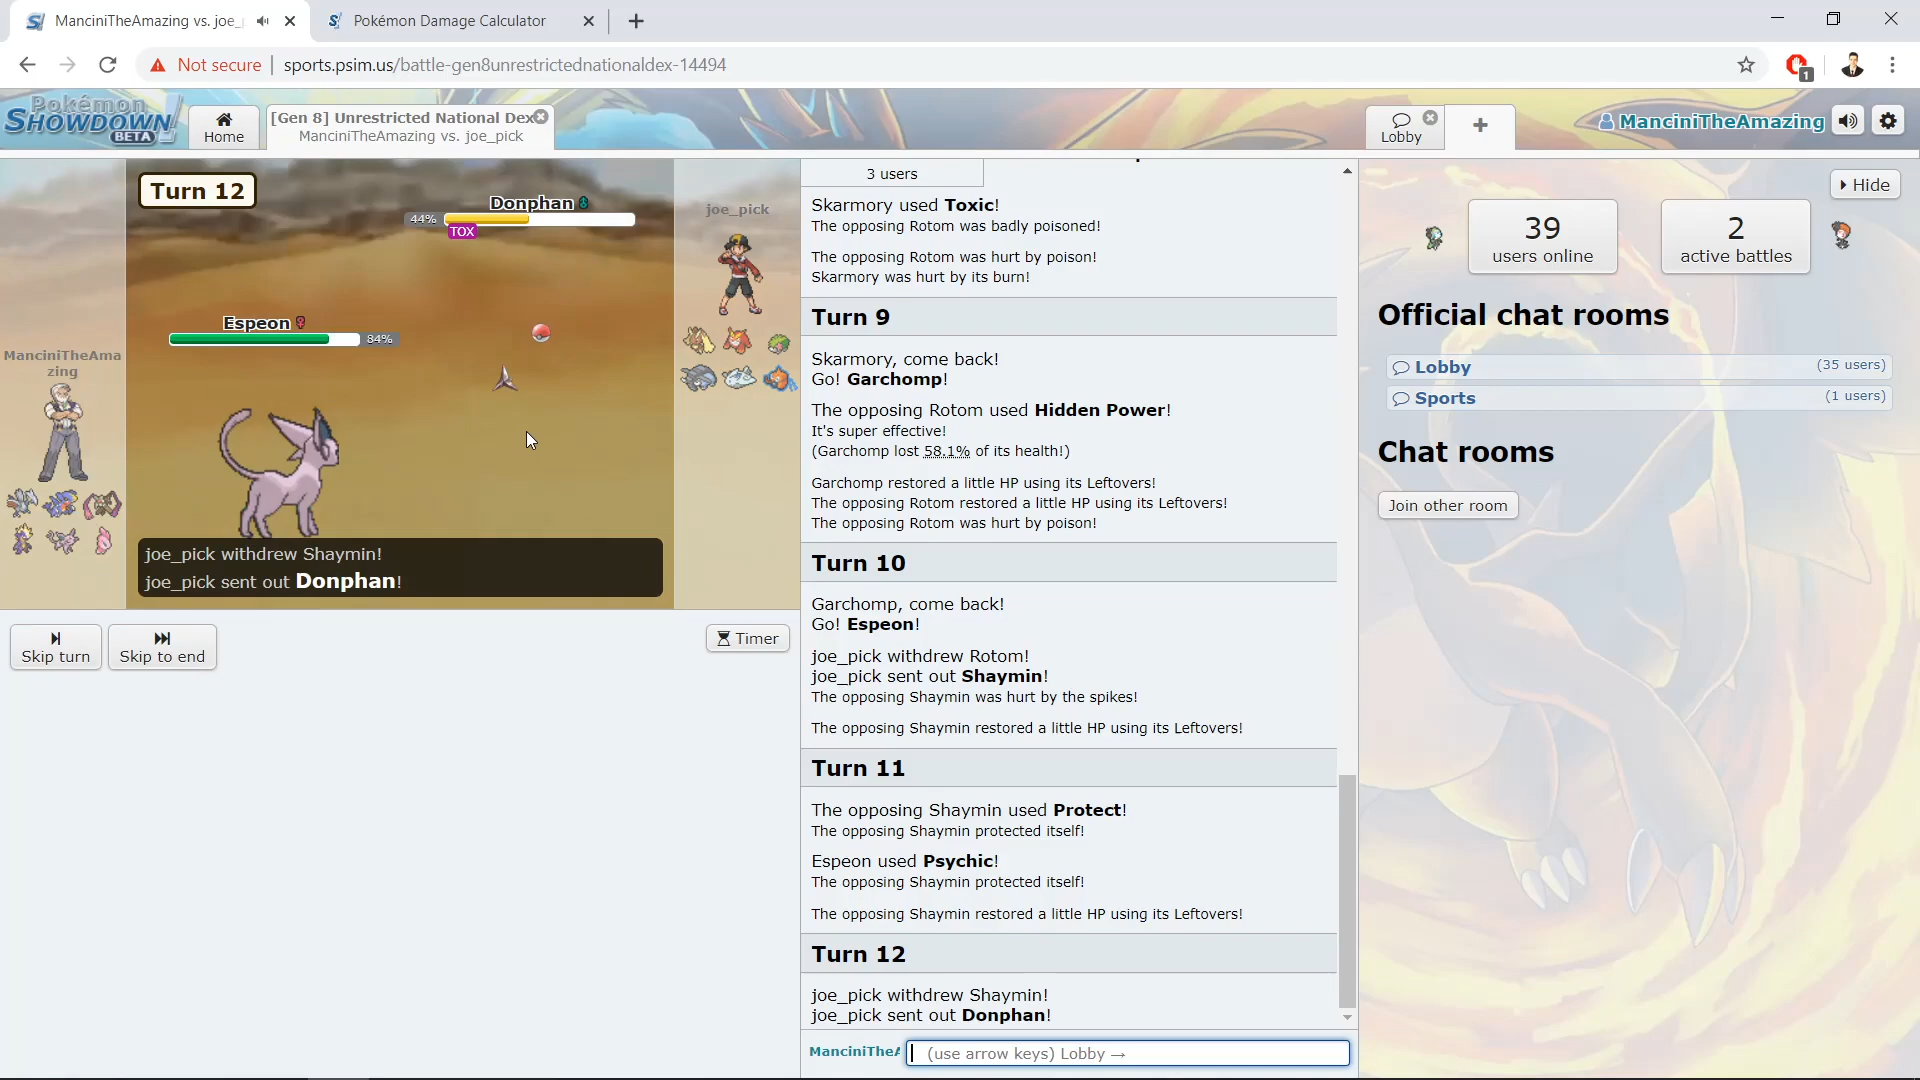 ManciniTheAmazing vs. joe_
Pokémon Damage Calculator
Not secure
sports.psim.us/battle-gen8unrestrictednationaldex-14494
1
Pokémon
SHOWDOWN
BETA
Home
[Gen 8] Unrestricted National Dex
ManciniTheAmazing vs. joe_pick
Lobby
ManciniTheAmazing
Turn 12
Donphan
44%
TOX
Espeon
84%
ManciniTheAma
zing
joe_pick
joe_pick withdrew Shaymin!
joe_pick sent out Donphan!
Skip turn
Skip to end
Timer
3 users
Skarmory used Toxic!
The opposing Rotom was badly poisoned!
The opposing Rotom was hurt by poison!
Skarmory was hurt by its burn!
Turn 9
Skarmory, come back!
Go! Garchomp!
The opposing Rotom used Hidden Power!
It's super effective!
(Garchomp lost 58.1% of its health!)
Garchomp restored a little HP using its Leftovers!
The opposing Rotom restored a little HP using its Leftovers!
The opposing Rotom was hurt by poison!
Turn 10
Garchomp, come back!
Go! Espeon!
joe_pick withdrew Rotom!
joe_pick sent out Shaymin!
The opposing Shaymin was hurt by the spikes!
The opposing Shaymin restored a little HP using its Leftovers!
Turn 11
The opposing Shaymin used Protect!
The opposing Shaymin protected itself!
Espeon used Psychic!
The opposing Shaymin protected itself!
The opposing Shaymin restored a little HP using its Leftovers!
Turn 12
joe_pick withdrew Shaymin!
joe_pick sent out Donphan!
ManciniTheA
(use arrow keys) Lobby →
Hide
39
users online
2
active battles
Official chat rooms
Lobby
(35 users)
Sports
(1 users)
Chat rooms
Join other room